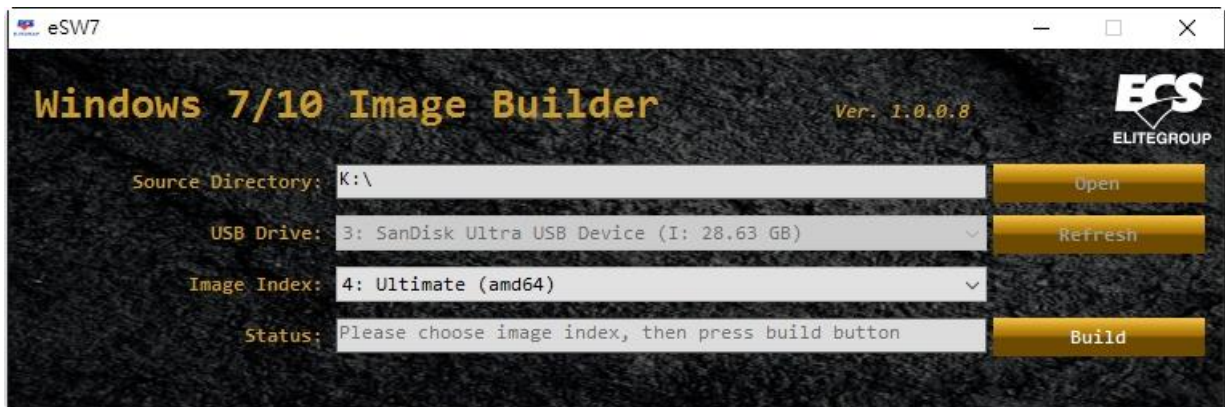 eSW7
Windows 7/10 Image Builder
Ver. 1.0.0.8
ECS
ELITEGROUP
Source Directory: K:\ Open
USB Drive: 3: SanDisk Ultra USB Device (I: 28.63 GB) Refresh
Image Index: 4: Ultimate (amd64)
Status: Please choose image index, then press build button Build